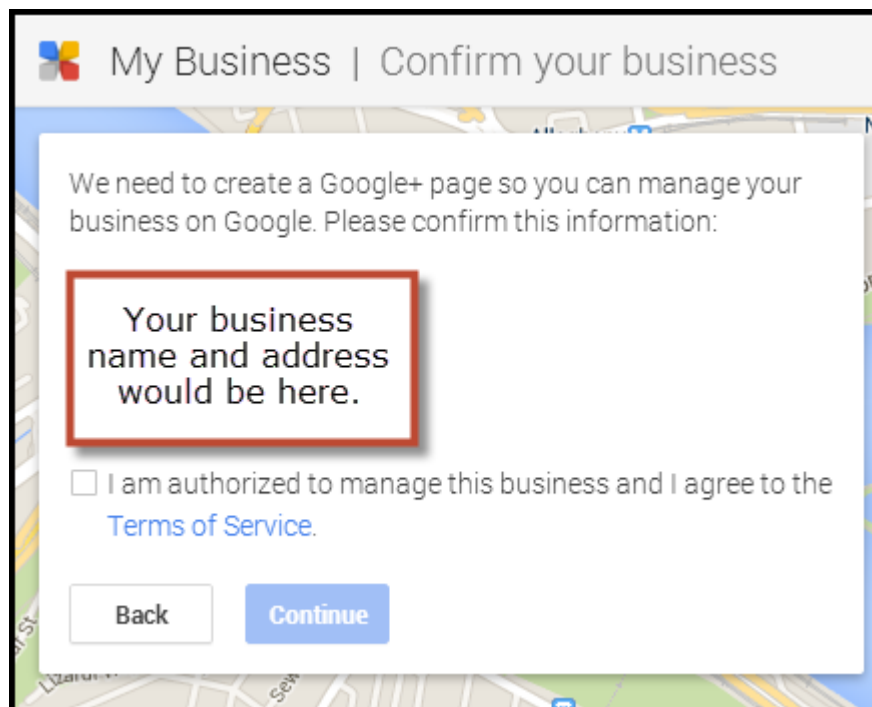 My Business | Confirm your business
We need to create a Google+ page so you can manage your
business on Google. Please confirm this information:
Your business
name and address
would be here.
I am authorized to manage this business and I agree to the
Terms of Service.
Back
Continue